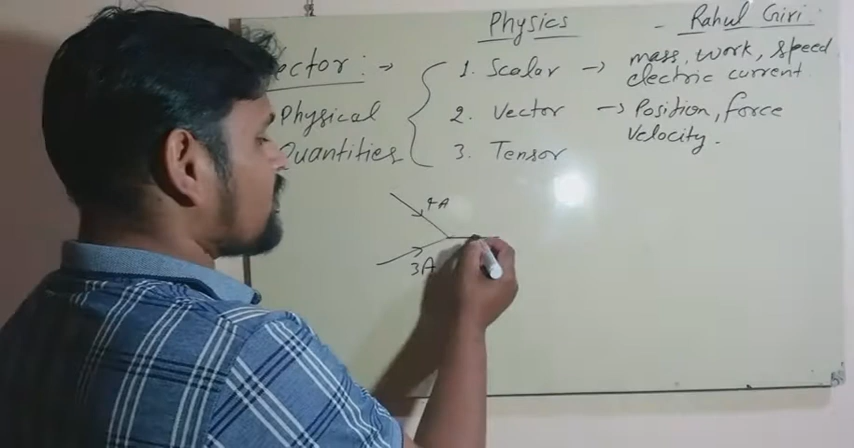 Physics - Rahul Giri
ector :→
Physical
Quantities
1. Scalar → mass, work, speed
electric current.
2. Vector → Position, force
velocity.
3. Tensor
4A
3A